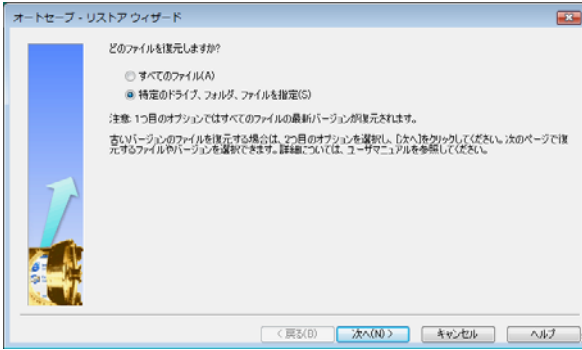 オートセーブ - リストア ウィザード
どのファイルを復元しますか?
すべてのファイル(A)
特定のドライブ、フォルダ、ファイルを指定(S)
注意: 1つ目のオプションではすべてのファイルの最新バージョンが復元されます。
古いバージョンのファイルを復元する場合は、2つ目のオプションを選択し、[次へ]をクリックしてください。次のページで復
元するファイルやバージョンを選択できます。詳細については、ユーザマニュアルを参照してください。
< 戻る(B)
次へ(N) >
キャンセル
ヘルプ